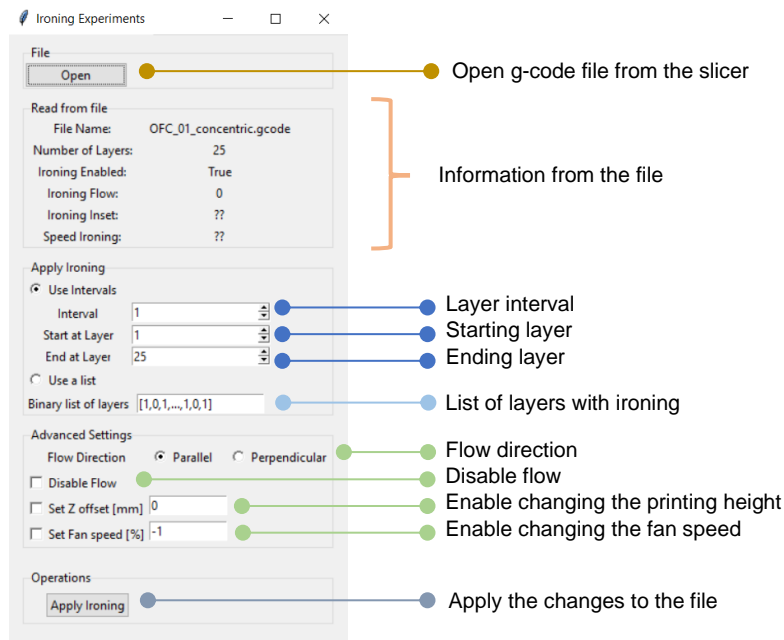 Ironing Experiments
File
Open
Open g-code file from the slicer
Read from file
File Name: OFC_01_concentric.gcode
Number of Layers: 25
Ironing Enabled: True
Ironing Flow: 0
Ironing Inset: ??
Speed Ironing: ??
Information from the file
Apply Ironing
Use Intervals
Interval 1 Layer interval
Start at Layer 1 Starting layer
End at Layer 25 Ending layer
Use a list
Binary list of layers [1,0,1,...,1,0,1] List of layers with ironing
Advanced Settings
Flow Direction Parallel Perpendicular Flow direction
Disable Flow Disable flow
Set Z offset [mm] 0 Enable changing the printing height
Set Fan speed [%] -1 Enable changing the fan speed
Operations
Apply Ironing Apply the changes to the file